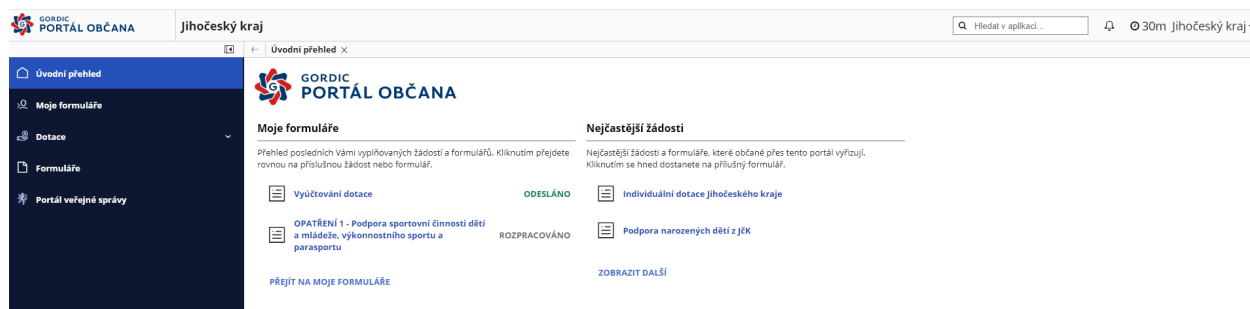 GORDIC
PORTÁL OBČANA
Jihočeský kraj
Hledat v aplikaci...
30m Jihočeský kraj
Úvodní přehled
Úvodní přehled
Moje formuláře
Dotace
Formuláře
Portál veřejné správy
GORDIC
PORTÁL OBČANA
Moje formuláře
Přehled posledních Vámi vyplňovaných žádostí a formulářů. Kliknutím přejdete
rovnou na příslušnou žádost nebo formulář.
Vyúčtování dotace ODESLÁNO
OPATŘENÍ 1 - Podpora sportovní činnosti dětí
a mládeže, výkonnostního sportu a ROZPRACOVÁNO
parasportu
PŘEJÍT NA MOJE FORMULÁŘE
Nejčastější žádosti
Nejčastější žádosti a formuláře, které občané přes tento portál vyřizují.
Kliknutím se hned dostanete na přílušný formulář.
Individuální dotace Jihočeského kraje
Podpora narozených dětí z JčK
ZOBRAZIT DALŠÍ